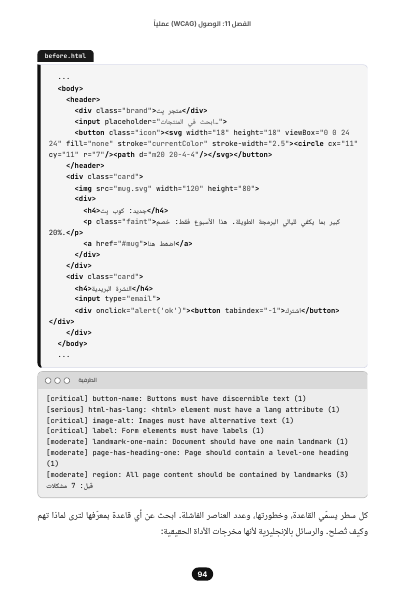 الفصل 11: الوصول (WCAG) عمليّاً
before.html
...
<body>
<header>
<div class="brand">متجر بت</div>
<input placeholder="ابحث في المنتجات…">
<button class="icon"><svg width="18" height="18" viewBox="0 0 24
24" fill="none" stroke="currentColor" stroke-width="2.5"><circle cx="11"
cy="11" r="7"/><path d="m20 20-4-4"/></svg></button>
</header>
<div class="card">
<img src="mug.svg" width="120" height="80">
<div>
<h4>جديد: كوب بت</h4>
<p class="faint">كبير بما يكفي لليالي البرمجة الطويلة. هذا الأسبوع فقط: خصم
20%.</p>
<a href="#mug">اضغط هنا</a>
</div>
</div>
<div class="card">
<h4>النشرة البريدية</h4>
<input type="email">
<div onclick="alert('ok')"><button tabindex="-1">اشترك</button>
</div>
</div>
</body>
...
الطرفية
[critical] button-name: Buttons must have discernible text (1)
[serious] html-has-lang: <html> element must have a lang attribute (1)
[critical] image-alt: Images must have alternative text (1)
[critical] label: Form elements must have labels (1)
[moderate] landmark-one-main: Document should have one main landmark (1)
[moderate] page-has-heading-one: Page should contain a level-one heading
(1)
[moderate] region: All page content should be contained by landmarks (3)
قبل: 7 مشكلات
كل سطر يسمّي القاعدة، وخطورتها، وعدد العناصر الفاشلة. ابحث عن أي قاعدة بمعرّفها لترى لماذا تهم
وكيف تُصلح. والرسائل بالإنجليزية لأنها مخرجات الأداة الحقيقية:
94